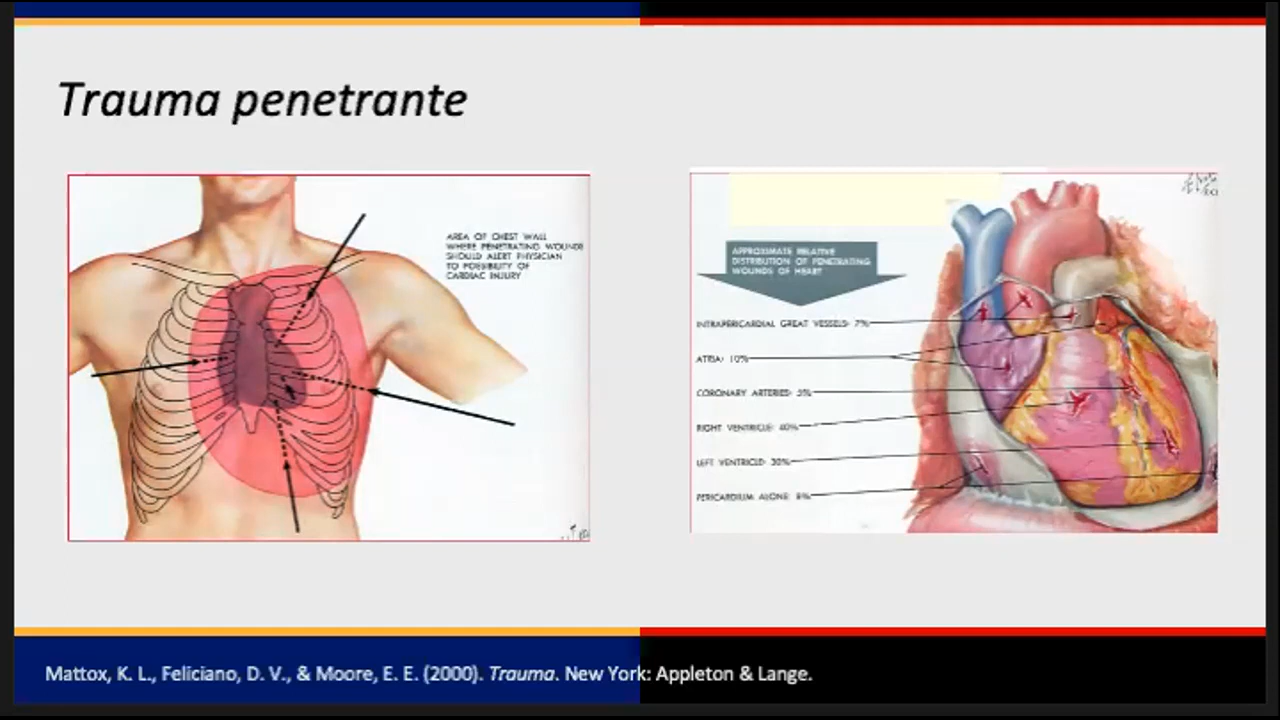 Trauma penetrante
AREA OF CHEST WALL
WHERE PENETRATING WOUNDS
SHOULD ALERT PHYSICIAN
TO POSSIBILITY OF
CARDIAC INJURY
APPROXIMATE RELATIVE
DISTRIBUTION OF PENETRATING
WOUNDS OF HEART
INTRAPERICARDIAL GREAT VESSELS: 7%
ATRIA: 10%
CORONARY ARTERIES: 5%
RIGHT VENTRICLE: 40%
LEFT VENTRICLE: 30%
PERICARDIUM ALONE: 8%
Mattox, K. L., Feliciano, D. V., & Moore, E. E. (2000). Trauma. New York: Appleton & Lange.